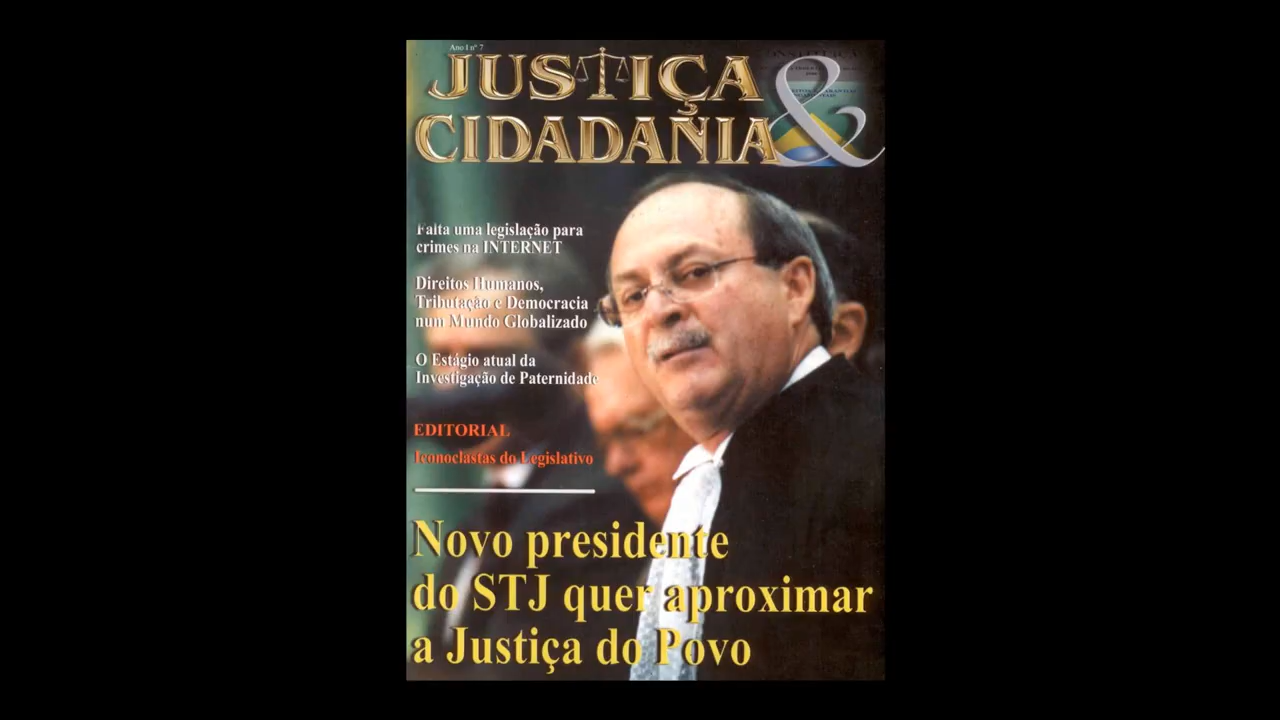 Ano I nº 7
JUSTIÇA &
CIDADANIA
Falta uma legislação para
crimes na INTERNET
Direitos Humanos,
Tributação e Democracia
num Mundo Globalizado
O Estágio atual da
Investigação de Paternidade
EDITORIAL
Iconoclastas do Legislativo
Novo presidente
do STJ quer aproximar
a Justiça do Povo